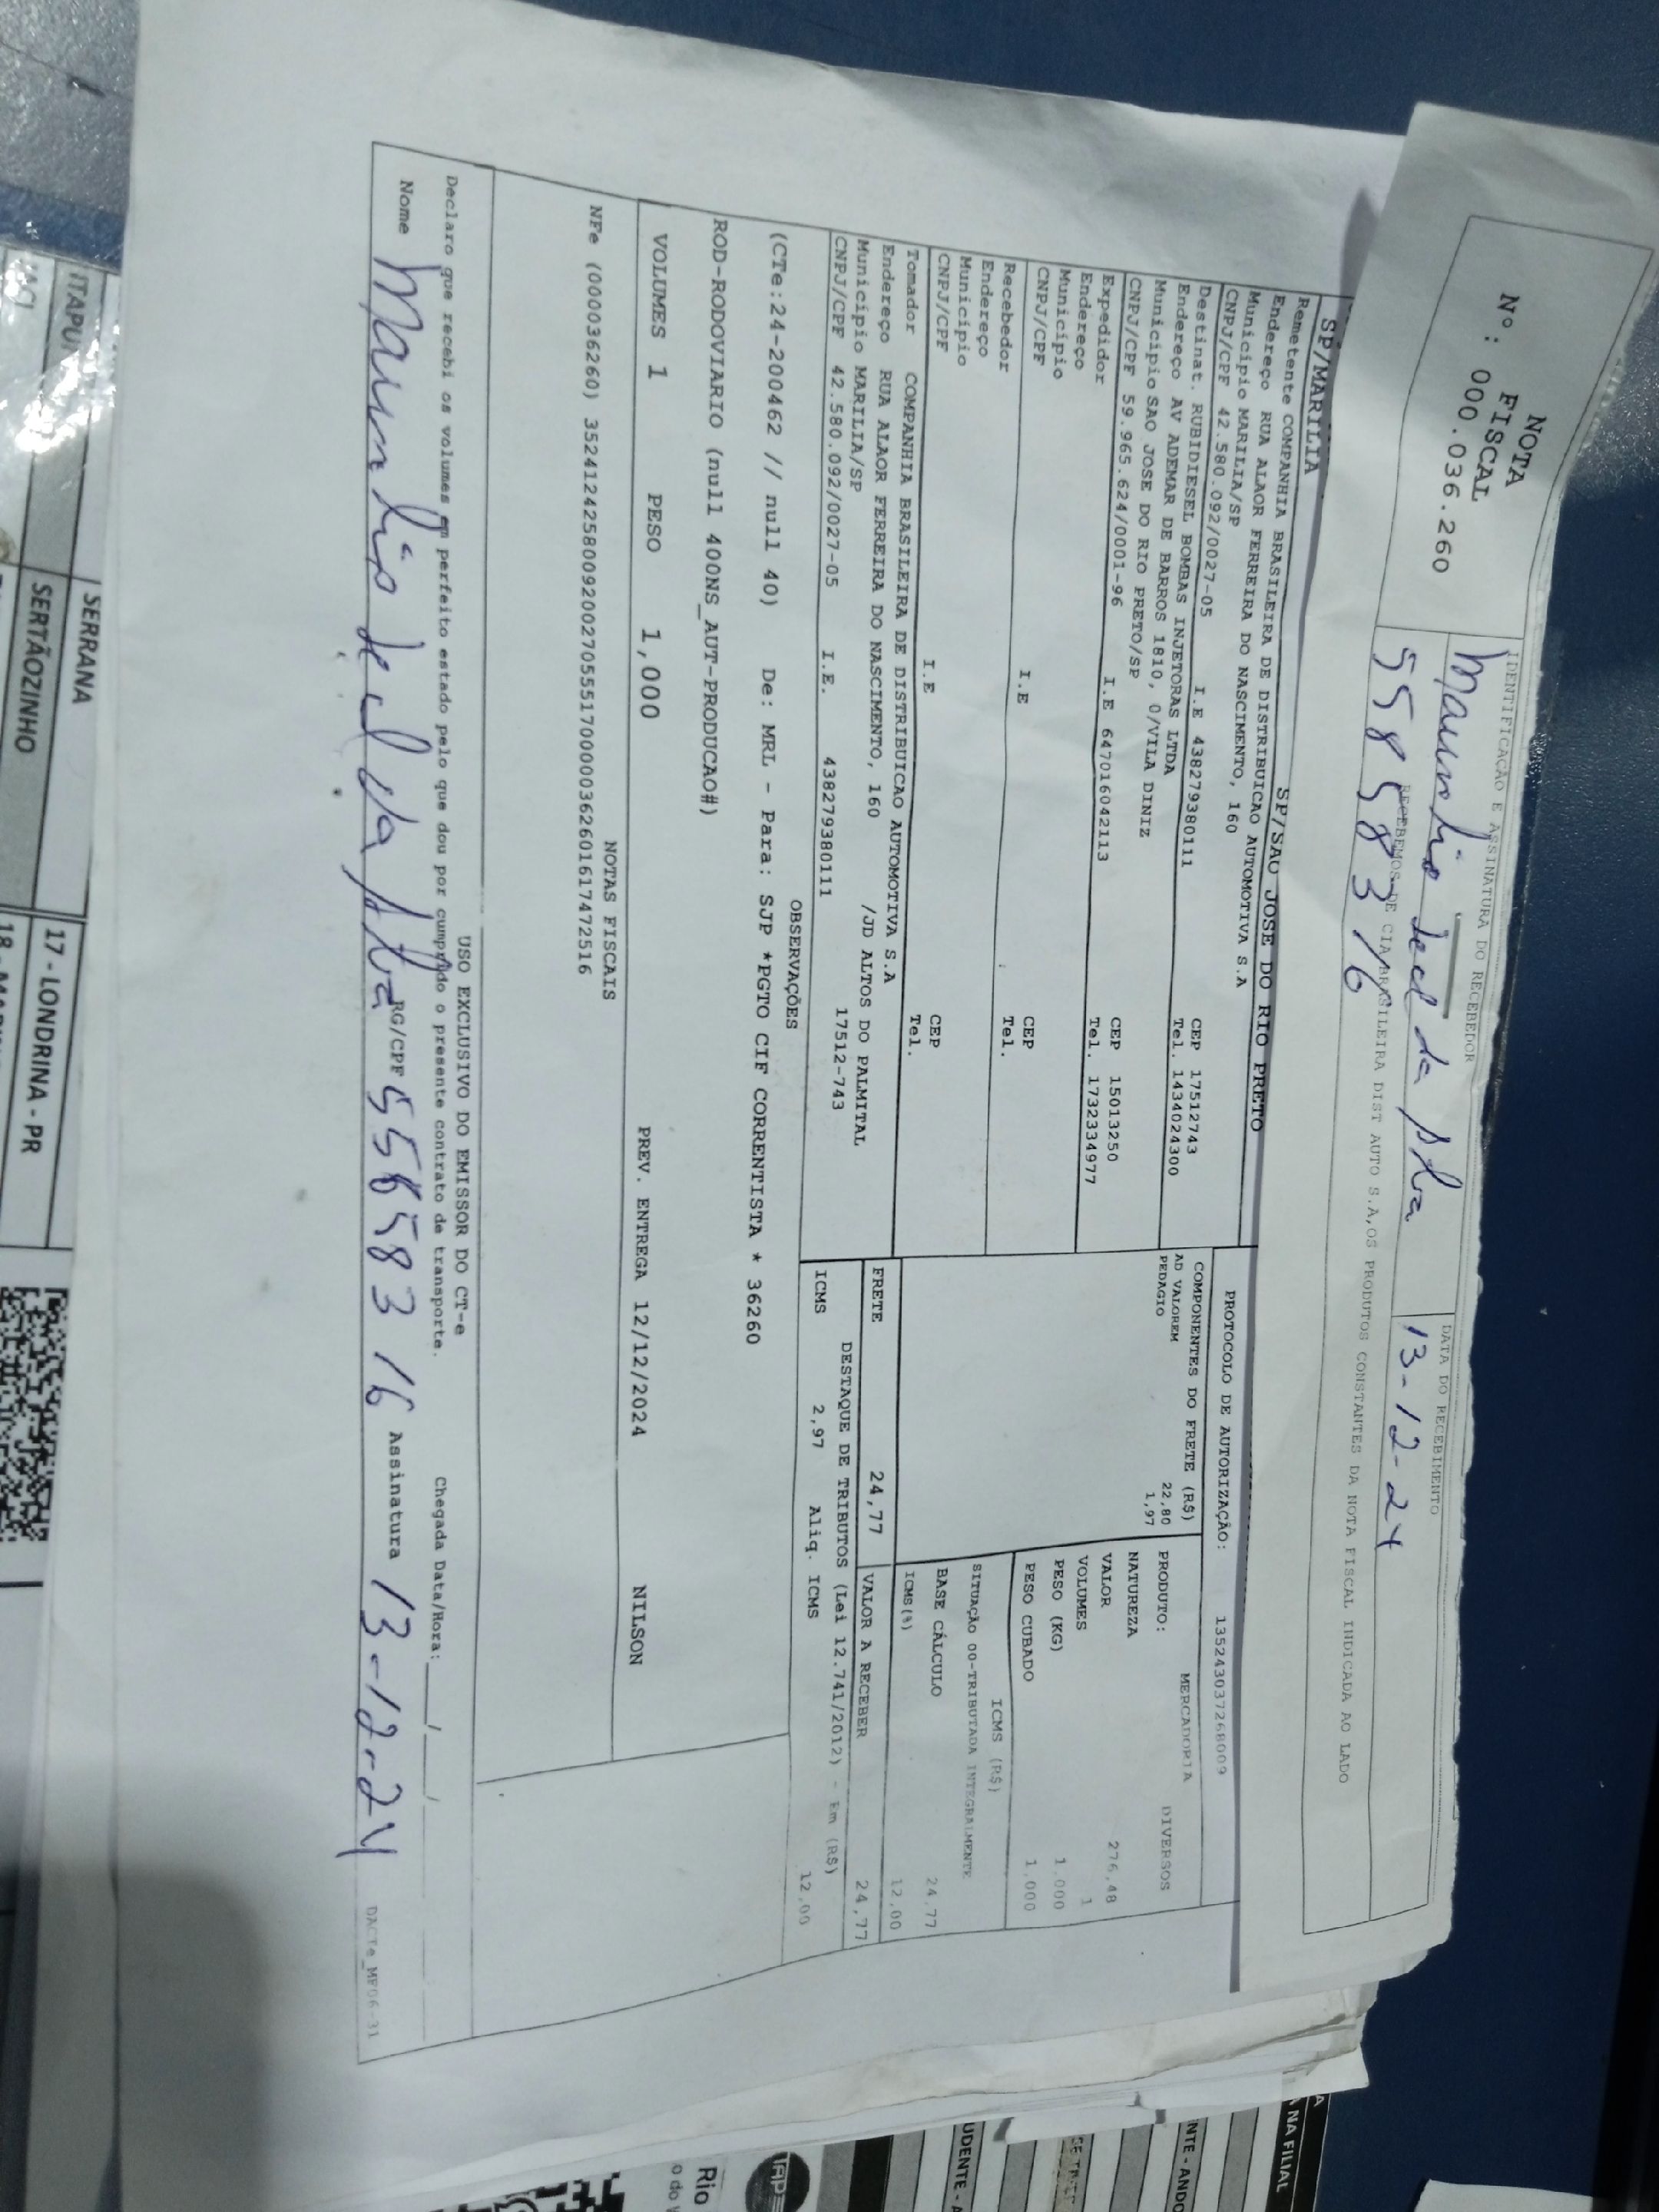 NOTA
FISCAL
Nº: 000.036.260
IDENTIFICAÇÃO E ASSINATURA DO RECEBEDOR
DATA DO RECEBIMENTO
da
13-12-24
558583 16
RECEBEMOS DE CIA BRASILEIRA DIST AUTO S.A,OS PRODUTOS CONSTANTES DA NOTA FISCAL INDICADA AO LADO
SP/MARILIA
SP/SAO JOSE DO RIO PRETO
PROTOCOLO DE AUTORIZAÇÃO: 135243037268009
Remetente COMPANHIA BRASILEIRA DE DISTRIBUICAO AUTOMOTIVA S.A
Endereço RUA ALAOR FERREIRA DO NASCIMENTO, 160
Municipio MARILIA/SP CEP 17512743
CNPJ/CPF 42.580.092/0027-05 I.E 438279380111 Tel. 1434024300
Destinat. RUBIDIESEL BOMBAS INJETORAS LTDA
Endereço AV ADEMAR DE BARROS 1810, 0/VILA DINIZ
Municipio SAO JOSE DO RIO PRETO/SP CEP 15013250
CNPJ/CPF 59.965.624/0001-96 I.E 647016042113 Tel. 1732334977
Expedidor
Endereço
Município CEP
CNPJ/CPF I.E Tel.
Recebedor
Endereço
Município CEP
CNPJ/CPF I.E Tel.
Tomador COMPANHIA BRASILEIRA DE DISTRIBUICAO AUTOMOTIVA S.A
Endereço RUA ALAOR FERREIRA DO NASCIMENTO, 160 /JD ALTOS DO PALMITAL
Municipio MARILIA/SP 17512-743
CNPJ/CPF 42.580.092/0027-05 I.E. 438279380111
COMPONENTES DO FRETE (R$)
AD VALOREM 22,80
PEDAGIO 1,97
MERCADORIA
PRODUTO: DIVERSOS
NATUREZA
VALOR 276,48
VOLUMES 1
PESO (KG) 1.000
PESO CUBADO 1,000
ICMS (R$)
SITUAÇÃO 00-TRIBUTADA INTEGRALMENTE
BASE CÁLCULO 24,77
ICMS(%) 12,00
FRETE 24,77 VALOR A RECEBER 24,77
DESTAQUE DE TRIBUTOS (Lei 12.741/2012) - Em (R$)
ICMS 2,97 Aliq. ICMS 12,00
OBSERVAÇÕES
(CTe:24-200462 // null 40) De: MRL - Para: SJP *PGTO CIF CORRENTISTA * 36260
ROD-RODOVIARIO (null 400NS_AUT-PRODUCAO#)
VOLUMES 1 PESO 1,000 PREV. ENTREGA 12/12/2024 NILSON
NOTAS FISCAIS
NFe (000036260) 35241242580092002705551700000362601617472516
USO EXCLUSIVO DO EMISSOR DO CT-e
Declaro que recebi os volumes em perfeito estado pelo que dou por cumprido o presente contrato de transporte. Chegada Data/Hora: / /
Nome da RG/CPF 558583 16 Assinatura 13-12-24
DACTe_MF06-31
SERRANA
SERTÃOZINHO
17 - LONDRINA - PR
NA FILIAL
Rio